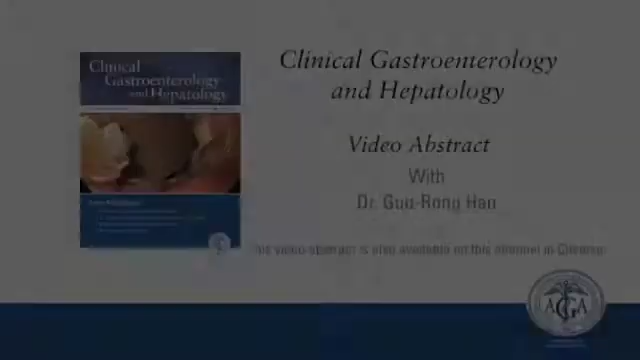 Clinical
Gastroenterology
and Hepatology
Clinical Gastroenterology
and Hepatology
Video Abstract
With
Dr. Guo-Rong Han
This video abstract is also available on this channel in Chinese.
AGA